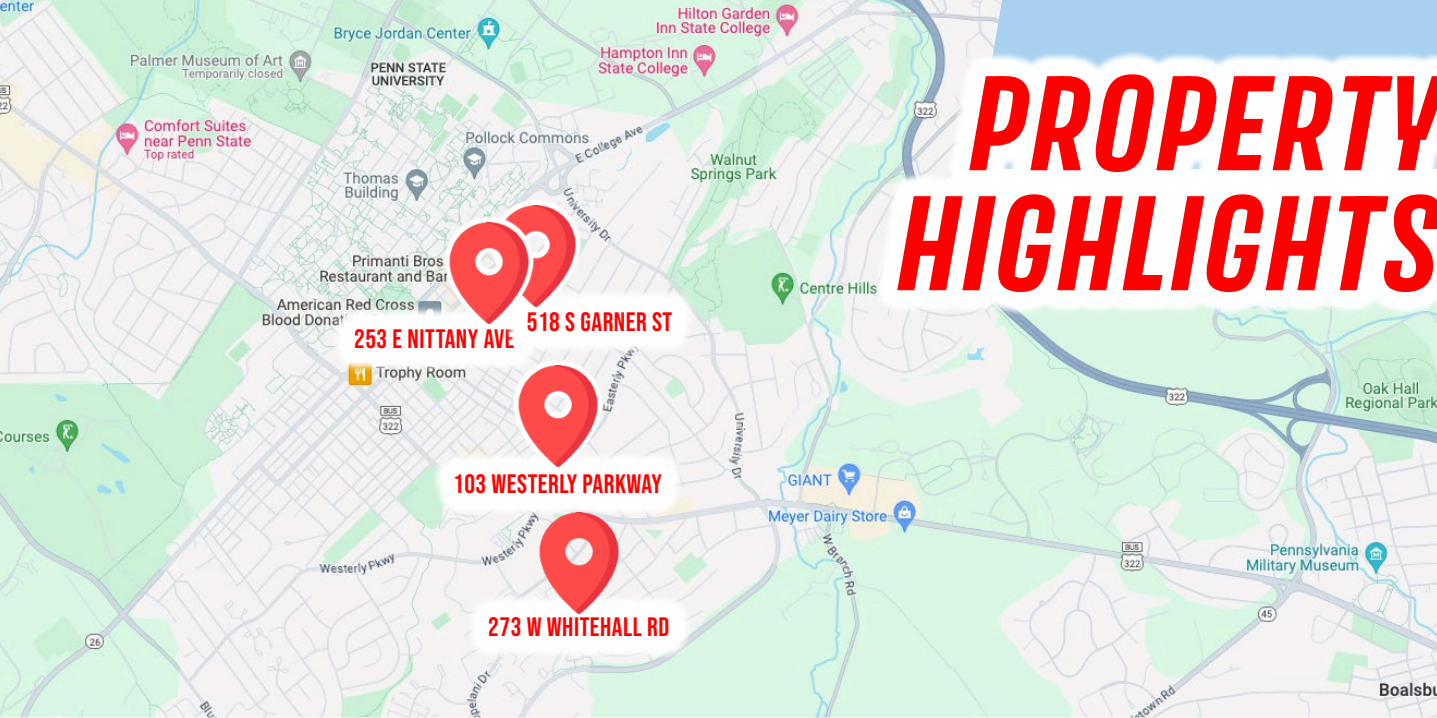 enter
Bryce Jordan Center
Hilton Garden
Inn State College
Hampton Inn
State College
Palmer Museum of Art
Temporarily closed
PENN STATE
UNIVERSITY
22
322
PROPERTY
HIGHLIGHTS
Comfort Suites
near Penn State
Top rated
Pollock Commons
E College Ave
Walnut
Springs Park
Thomas
Building
University Dr
Primanti Bros
Restaurant and Bar
Centre Hills
American Red Cross
Blood Donati
518 S GARNER ST
253 E NITTANY AVE
Trophy Room
Easterly Pkwy
BUS
322
322
Oak Hall
Regional Park
Courses
University Dr
103 WESTERLY PARKWAY
GIANT
Meyer Dairy Store
Westerly Pkwy
Westerly Pkwy
W Branch Rd
BUS
322
Pennsylvania
Military Museum
45
273 W WHITEHALL RD
26
Boalsbu